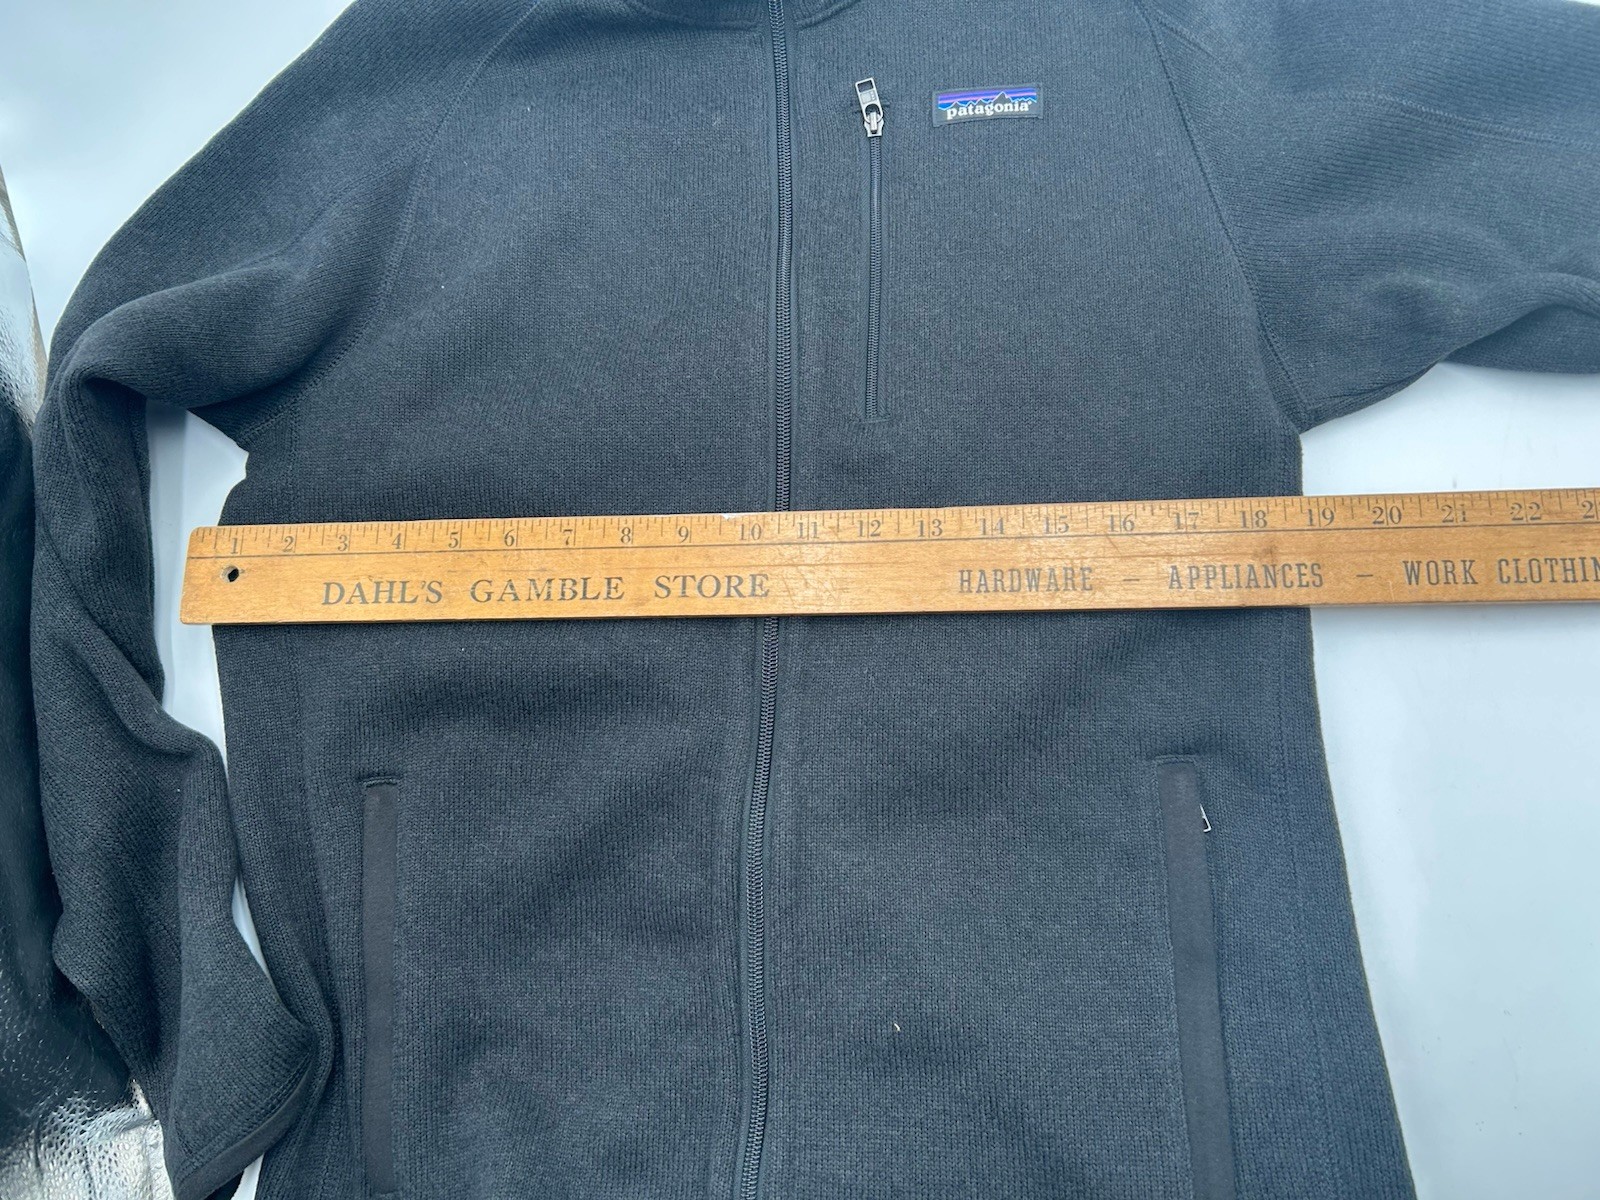 patagonia®
1 2 3 4 5 6 7 8 9 10 11 12 13 14 15 16 17 18 19 20 21 22
DAHL'S GAMBLE STORE HARDWARE — APPLIANCES — WORK CLOTHIN